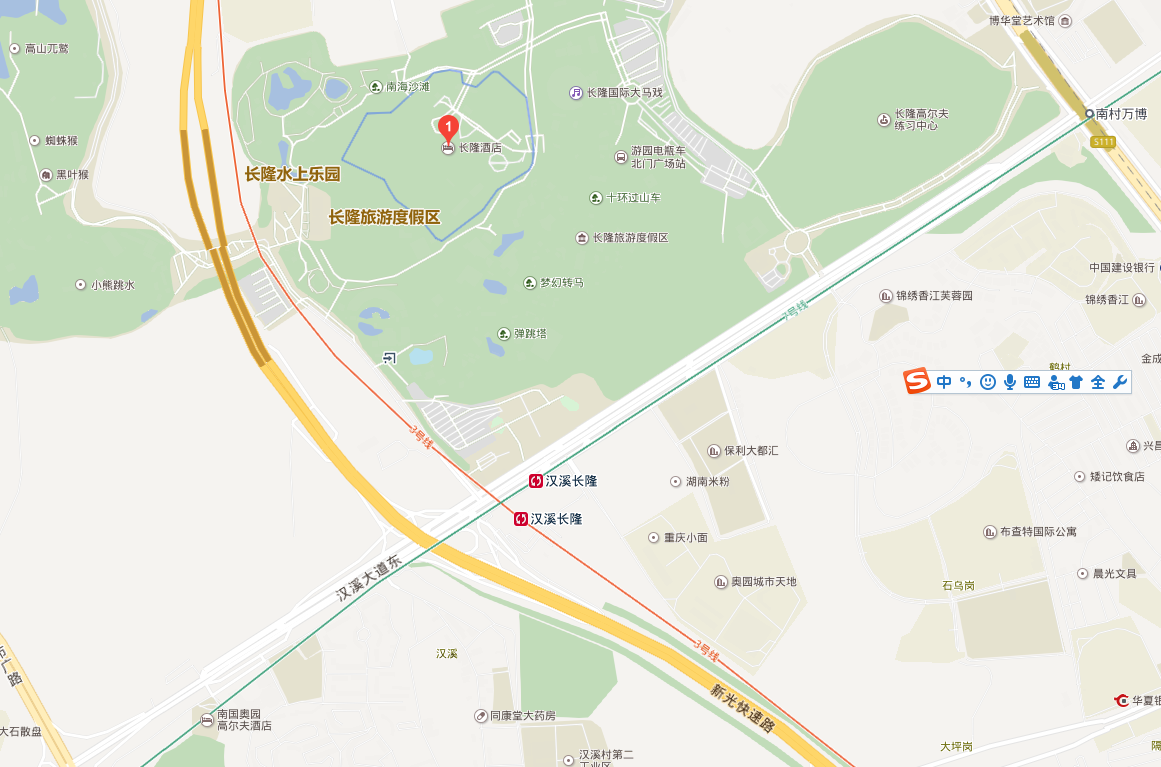 博华堂艺术馆
高山兀鹫
南海沙滩
长隆国际大马戏
长隆高尔夫
练习中心
南村万博
S111
1
长隆酒店
蜘蛛猴
游园电瓶车
北门广场站
黑叶猴
长隆水上乐园
十环过山车
长隆旅游度假区
长隆旅游度假区
小熊跳水
梦幻转马
中国建设银行
锦绣香江芙蓉园
锦绣香江
7号线
弹跳塔
金成
鹤村
中
全
3号线
兴昌
保利大都汇
矮记饮食店
汉溪长隆
湖南米粉
汉溪长隆
重庆小面
布查特国际公寓
汉溪大道东
晨光文具
奥园城市天地
石乌岗
汉溪
3号线
市广路
新光快速路
华夏银
南国奥园
高尔夫酒店
同康堂大药房
大石散盘
大坪岗
隔
汉溪村第二
工业区